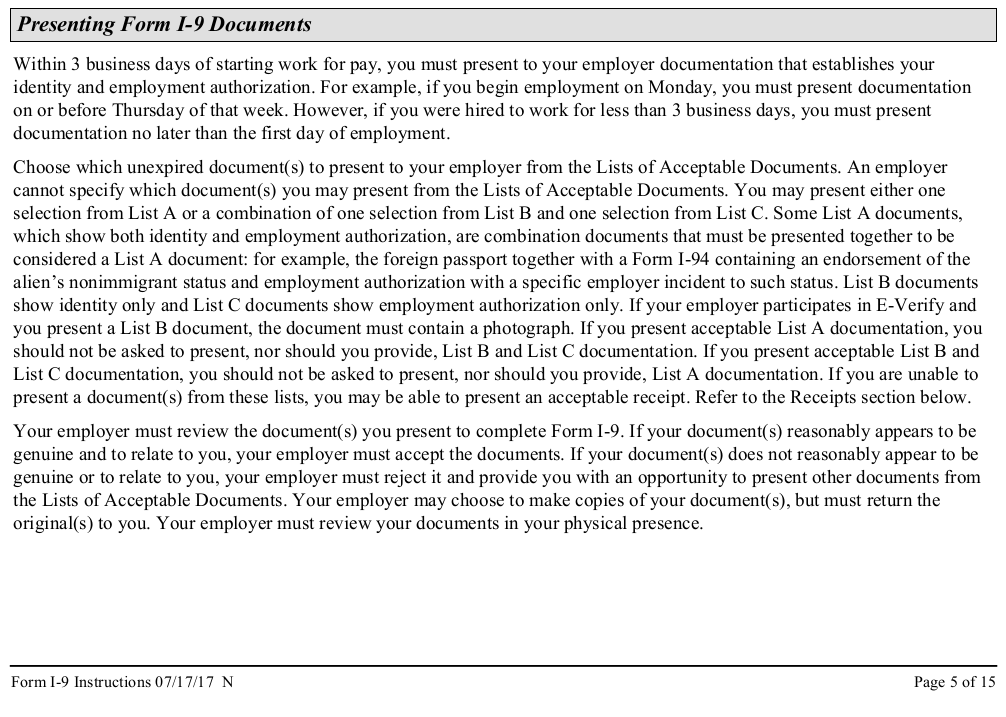 Presenting Form I-9 Documents
Within 3 business days of starting work for pay, you must present to your employer documentation that establishes your
identity and employment authorization. For example, if you begin employment on Monday, you must present documentation
on or before Thursday of that week. However, if you were hired to work for less than 3 business days, you must present
documentation no later than the first day of employment.
Choose which unexpired document(s) to present to your employer from the Lists of Acceptable Documents. An employer
cannot specify which document(s) you may present from the Lists of Acceptable Documents. You may present either one
selection from List A or a combination of one selection from List B and one selection from List C. Some List A documents,
which show both identity and employment authorization, are combination documents that must be presented together to be
considered a List A document: for example, the foreign passport together with a Form I-94 containing an endorsement of the
alien’s nonimmigrant status and employment authorization with a specific employer incident to such status. List B documents
show identity only and List C documents show employment authorization only. If your employer participates in E-Verify and
you present a List B document, the document must contain a photograph. If you present acceptable List A documentation, you
should not be asked to present, nor should you provide, List B and List C documentation. If you present acceptable List B and
List C documentation, you should not be asked to present, nor should you provide, List A documentation. If you are unable to
present a document(s) from these lists, you may be able to present an acceptable receipt. Refer to the Receipts section below.
Your employer must review the document(s) you present to complete Form I-9. If your document(s) reasonably appears to be
genuine and to relate to you, your employer must accept the documents. If your document(s) does not reasonably appear to be
genuine or to relate to you, your employer must reject it and provide you with an opportunity to present other documents from
the Lists of Acceptable Documents. Your employer may choose to make copies of your document(s), but must return the
original(s) to you. Your employer must review your documents in your physical presence.
Form I-9 Instructions 07/17/17 N
Page 5 of 15